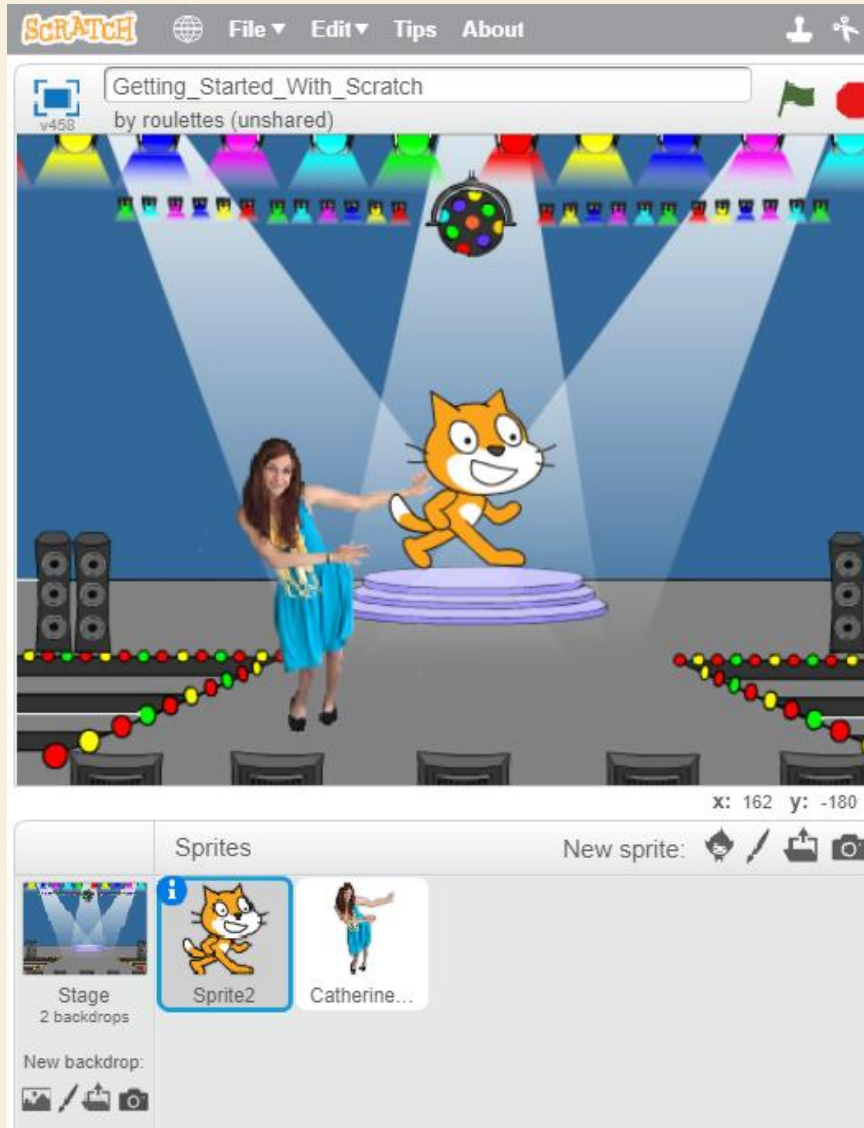 SCRATCH File Edit Tips About
Getting_Started_With_Scratch
v458 by roulettes (unshared)
x: 162 y: -180
Sprites New sprite:
Sprite2 Catherine...
Stage
2 backdrops
New backdrop: